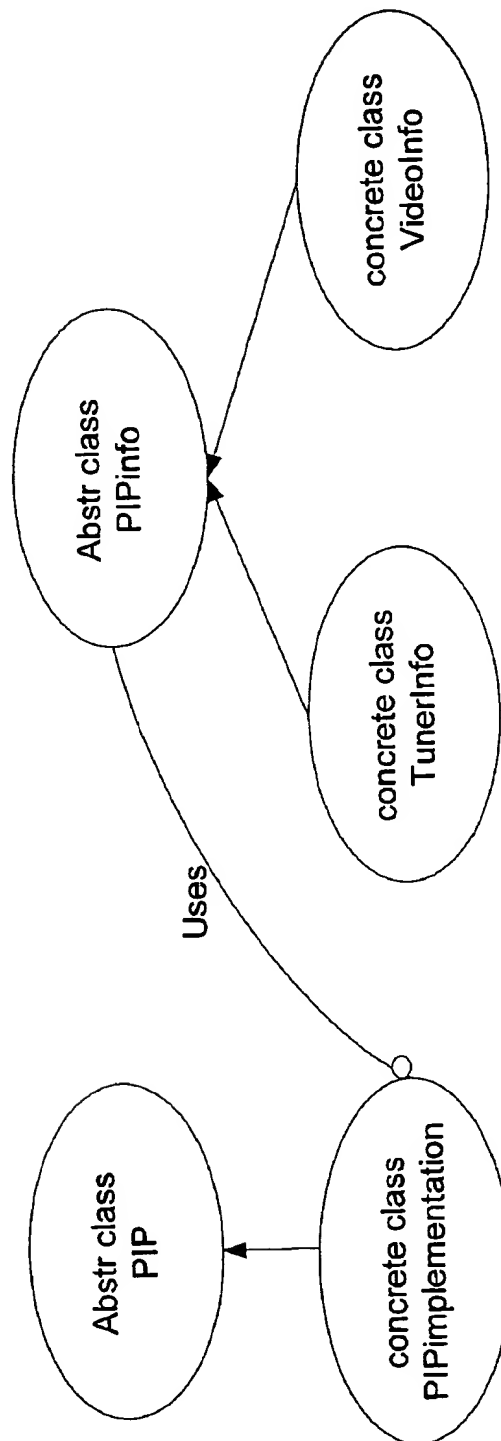 Abstr class
PIP
concrete class
PIPimplementation
Uses
Abstr class
PIPinfo
concrete class
TunerInfo
concrete class
VideoInfo